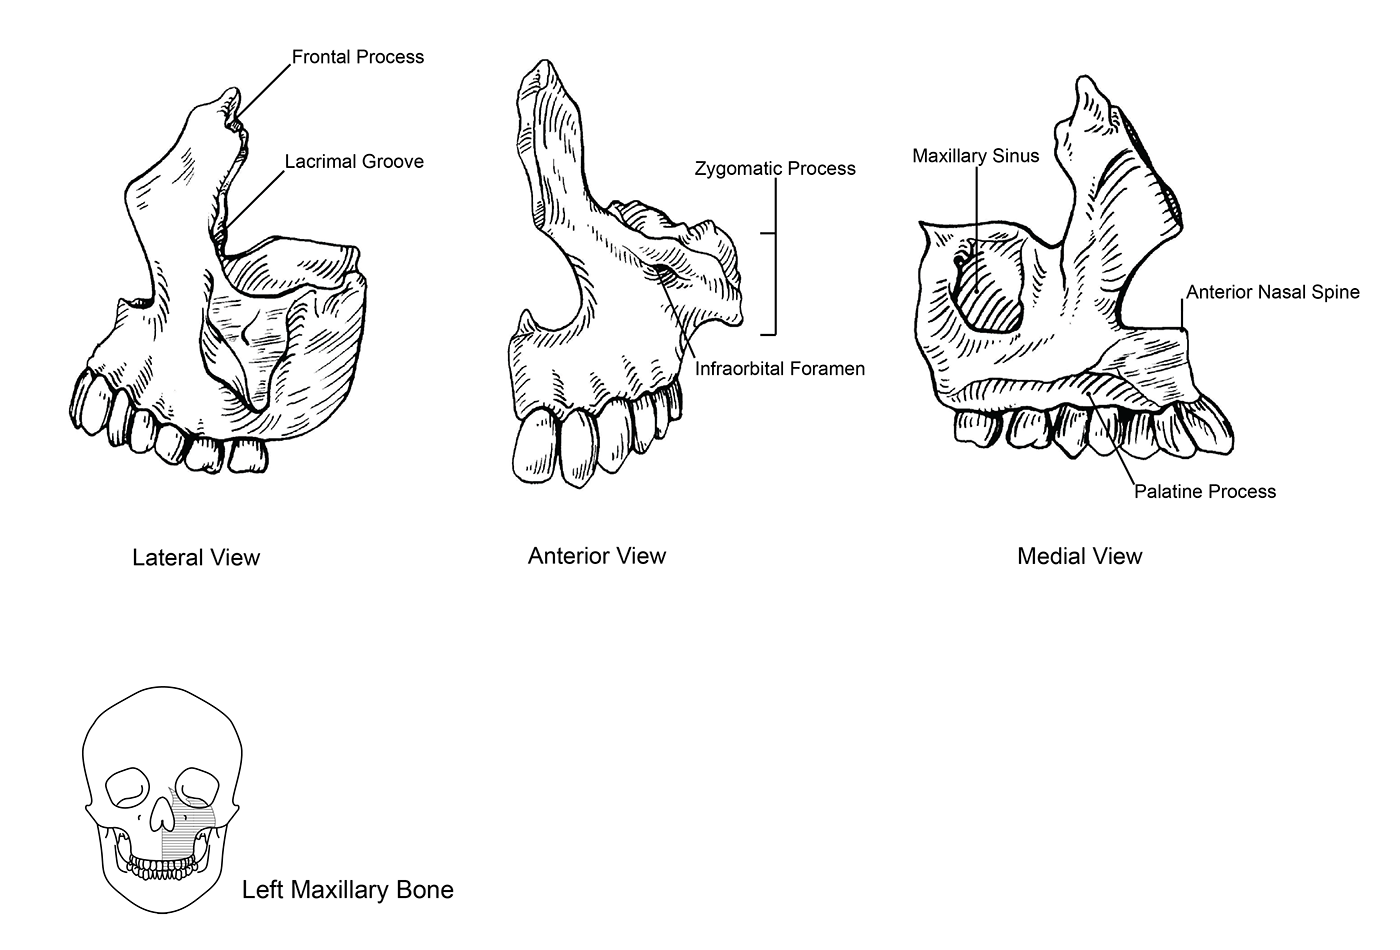 Frontal Process
Lacrimal Groove
Zygomatic Process
Infraorbital Foramen
Maxillary Sinus
Anterior Nasal Spine
Palatine Process
Lateral View
Anterior View
Medial View
Left Maxillary Bone